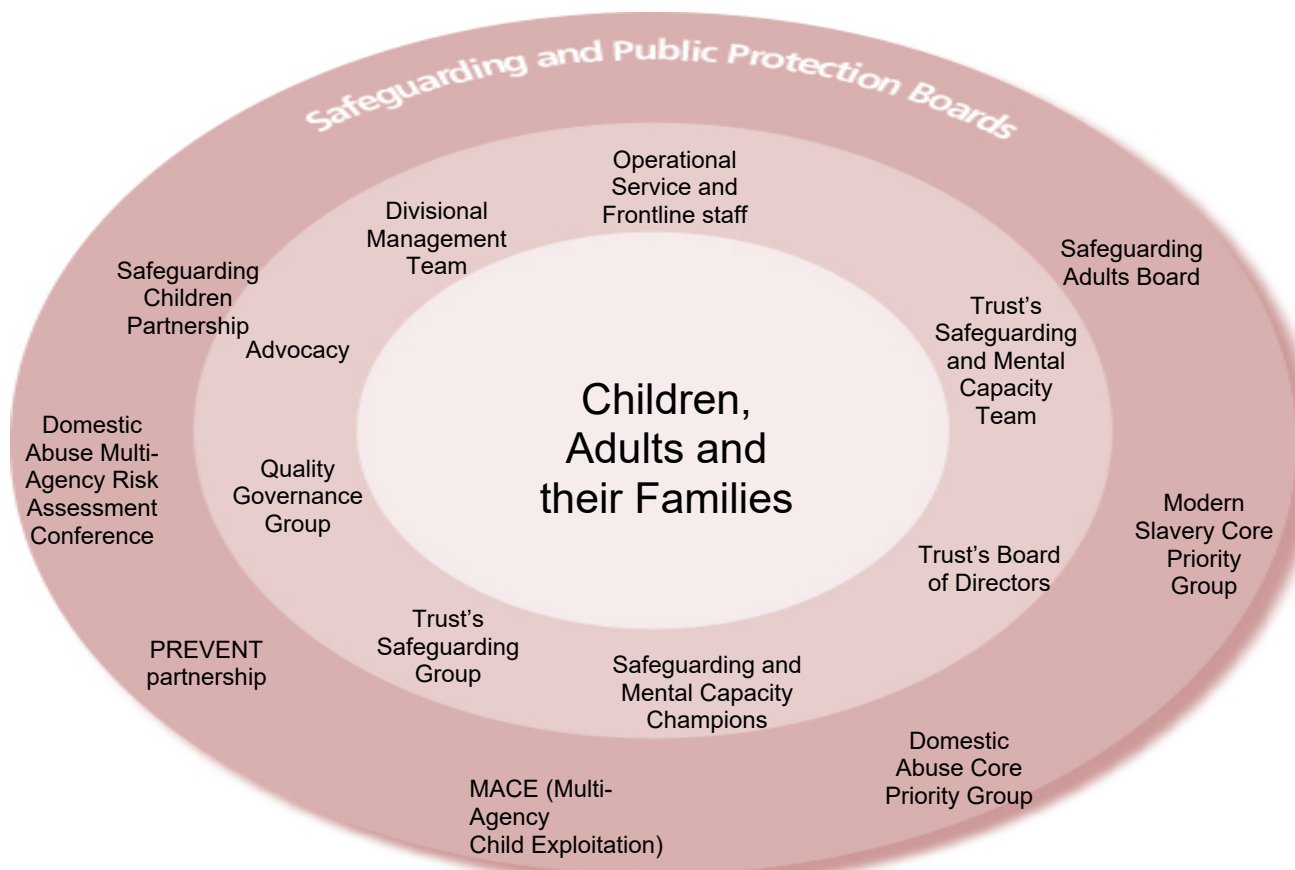 Safeguarding and Public Protection Boards
Operational
Service and
Frontline staff
Divisional
Management
Team
Safeguarding
Adults Board
Safeguarding
Children
Partnership
Trust’s
Safeguarding
and Mental
Capacity
Team
Advocacy
Children,
Adults and
their Families
Domestic
Abuse Multi-
Agency Risk
Assessment
Conference
Quality
Governance
Group
Modern
Slavery Core
Priority
Group
Trust’s Board
of Directors
Trust’s
Safeguarding
Group
PREVENT
partnership
Safeguarding and
Mental Capacity
Champions
Domestic
Abuse Core
Priority Group
MACE (Multi-
Agency
Child Exploitation)